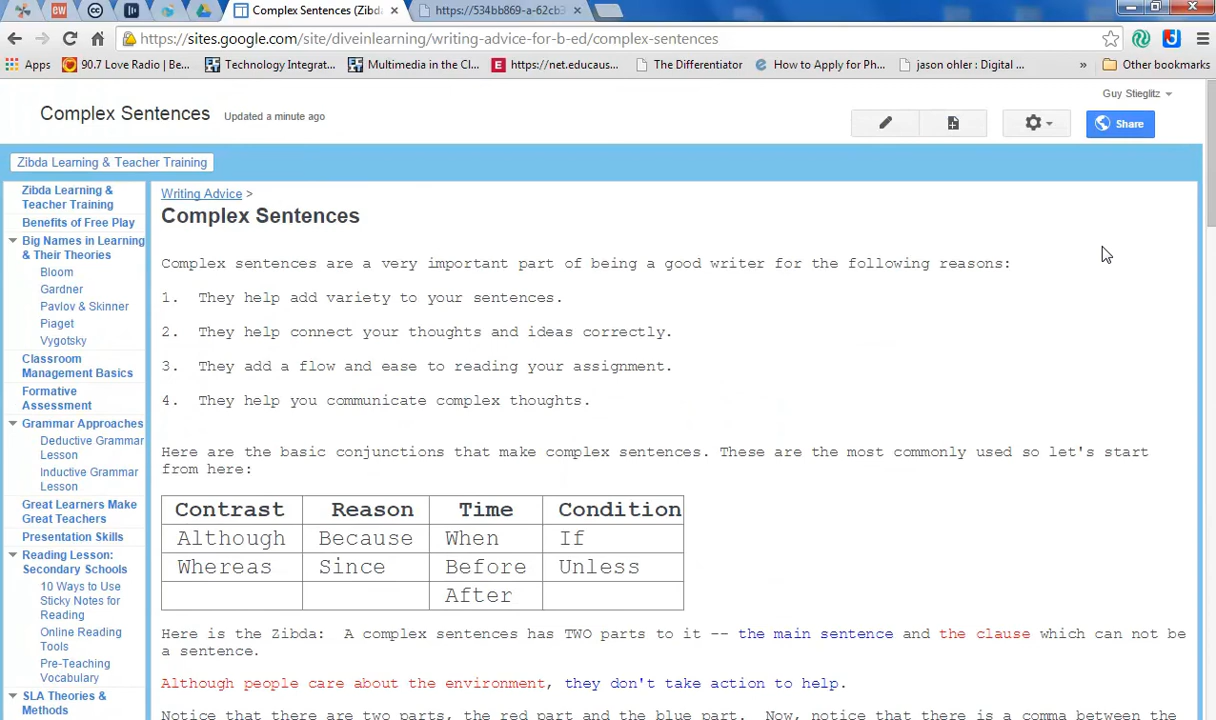 Complex Sentences (Zibda
https://534bb869-a-62cb3
https://sites.google.com/site/diveinlearning/writing-advice-for-b-ed/complex-sentences
Apps
90.7 Love Radio | Be...
Technology Integrat...
Multimedia in the Cl...
https://net.educaus...
The Differentiator
How to Apply for Ph...
jason ohler : Digital ...
»
Other bookmarks
Guy Stieglitz
Complex Sentences
Updated a minute ago
Share
Zibda Learning & Teacher Training
Zibda Learning &
Teacher Training
Benefits of Free Play
Big Names in Learning
& Their Theories
Bloom
Gardner
Pavlov & Skinner
Piaget
Vygotsky
Classroom
Management Basics
Formative
Assessment
Grammar Approaches
Deductive Grammar
Lesson
Inductive Grammar
Lesson
Great Learners Make
Great Teachers
Presentation Skills
Reading Lesson:
Secondary Schools
10 Ways to Use
Sticky Notes for
Reading
Online Reading
Tools
Pre-Teaching
Vocabulary
SLA Theories &
Methods
Writing Advice >
Complex Sentences
Complex sentences are a very important part of being a good writer for the following reasons:
1. They help add variety to your sentences.
2. They help connect your thoughts and ideas correctly.
3. They add a flow and ease to reading your assignment.
4. They help you communicate complex thoughts.
Here are the basic conjunctions that make complex sentences. These are the most commonly used so let's start
from here:
Contrast Reason Time Condition
Although Because When If
Whereas Since Before Unless
After
Here is the Zibda: A complex sentences has TWO parts to it -- the main sentence and the clause which can not be
a sentence.
Although people care about the environment, they don't take action to help.
Notice that there are two parts, the red part and the blue part. Now, notice that there is a comma between the